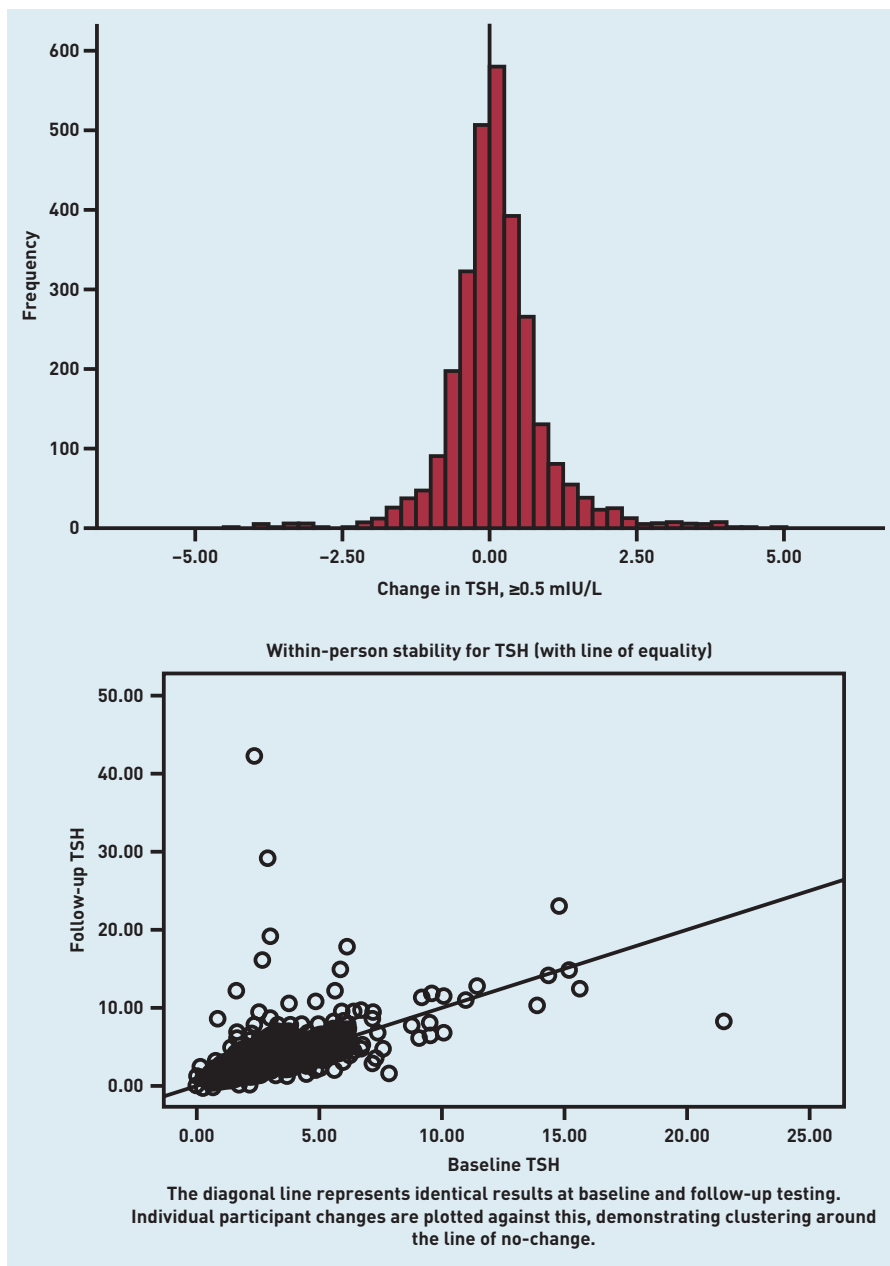 600
500
400
300
200
100
0
Frequency
−5.00 −2.50 0.00 2.50 5.00
Change in TSH, ≥0.5 mIU/L
Within-person stability for TSH (with line of equality)
50.00
40.00
30.00
20.00
10.00
0.00
Follow-up TSH
0.00 5.00 10.00 15.00 20.00 25.00
Baseline TSH
The diagonal line represents identical results at baseline and follow-up testing.
Individual participant changes are plotted against this, demonstrating clustering around
the line of no-change.